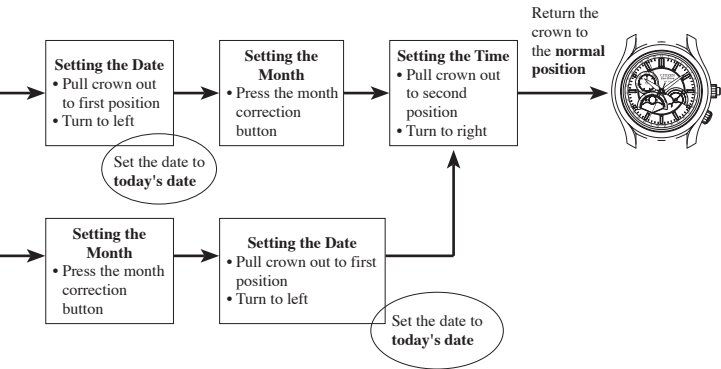 Return the
crown to
the normal
position
Setting the Date
• Pull crown out
to first position
• Turn to left
Set the date to
today's date
Setting the
Month
• Press the month
correction
button
Setting the Time
• Pull crown out
to second
position
• Turn to right
Setting the
Month
• Press the month
correction
button
Setting the Date
• Pull crown out to first
position
• Turn to left
Set the date to
today's date